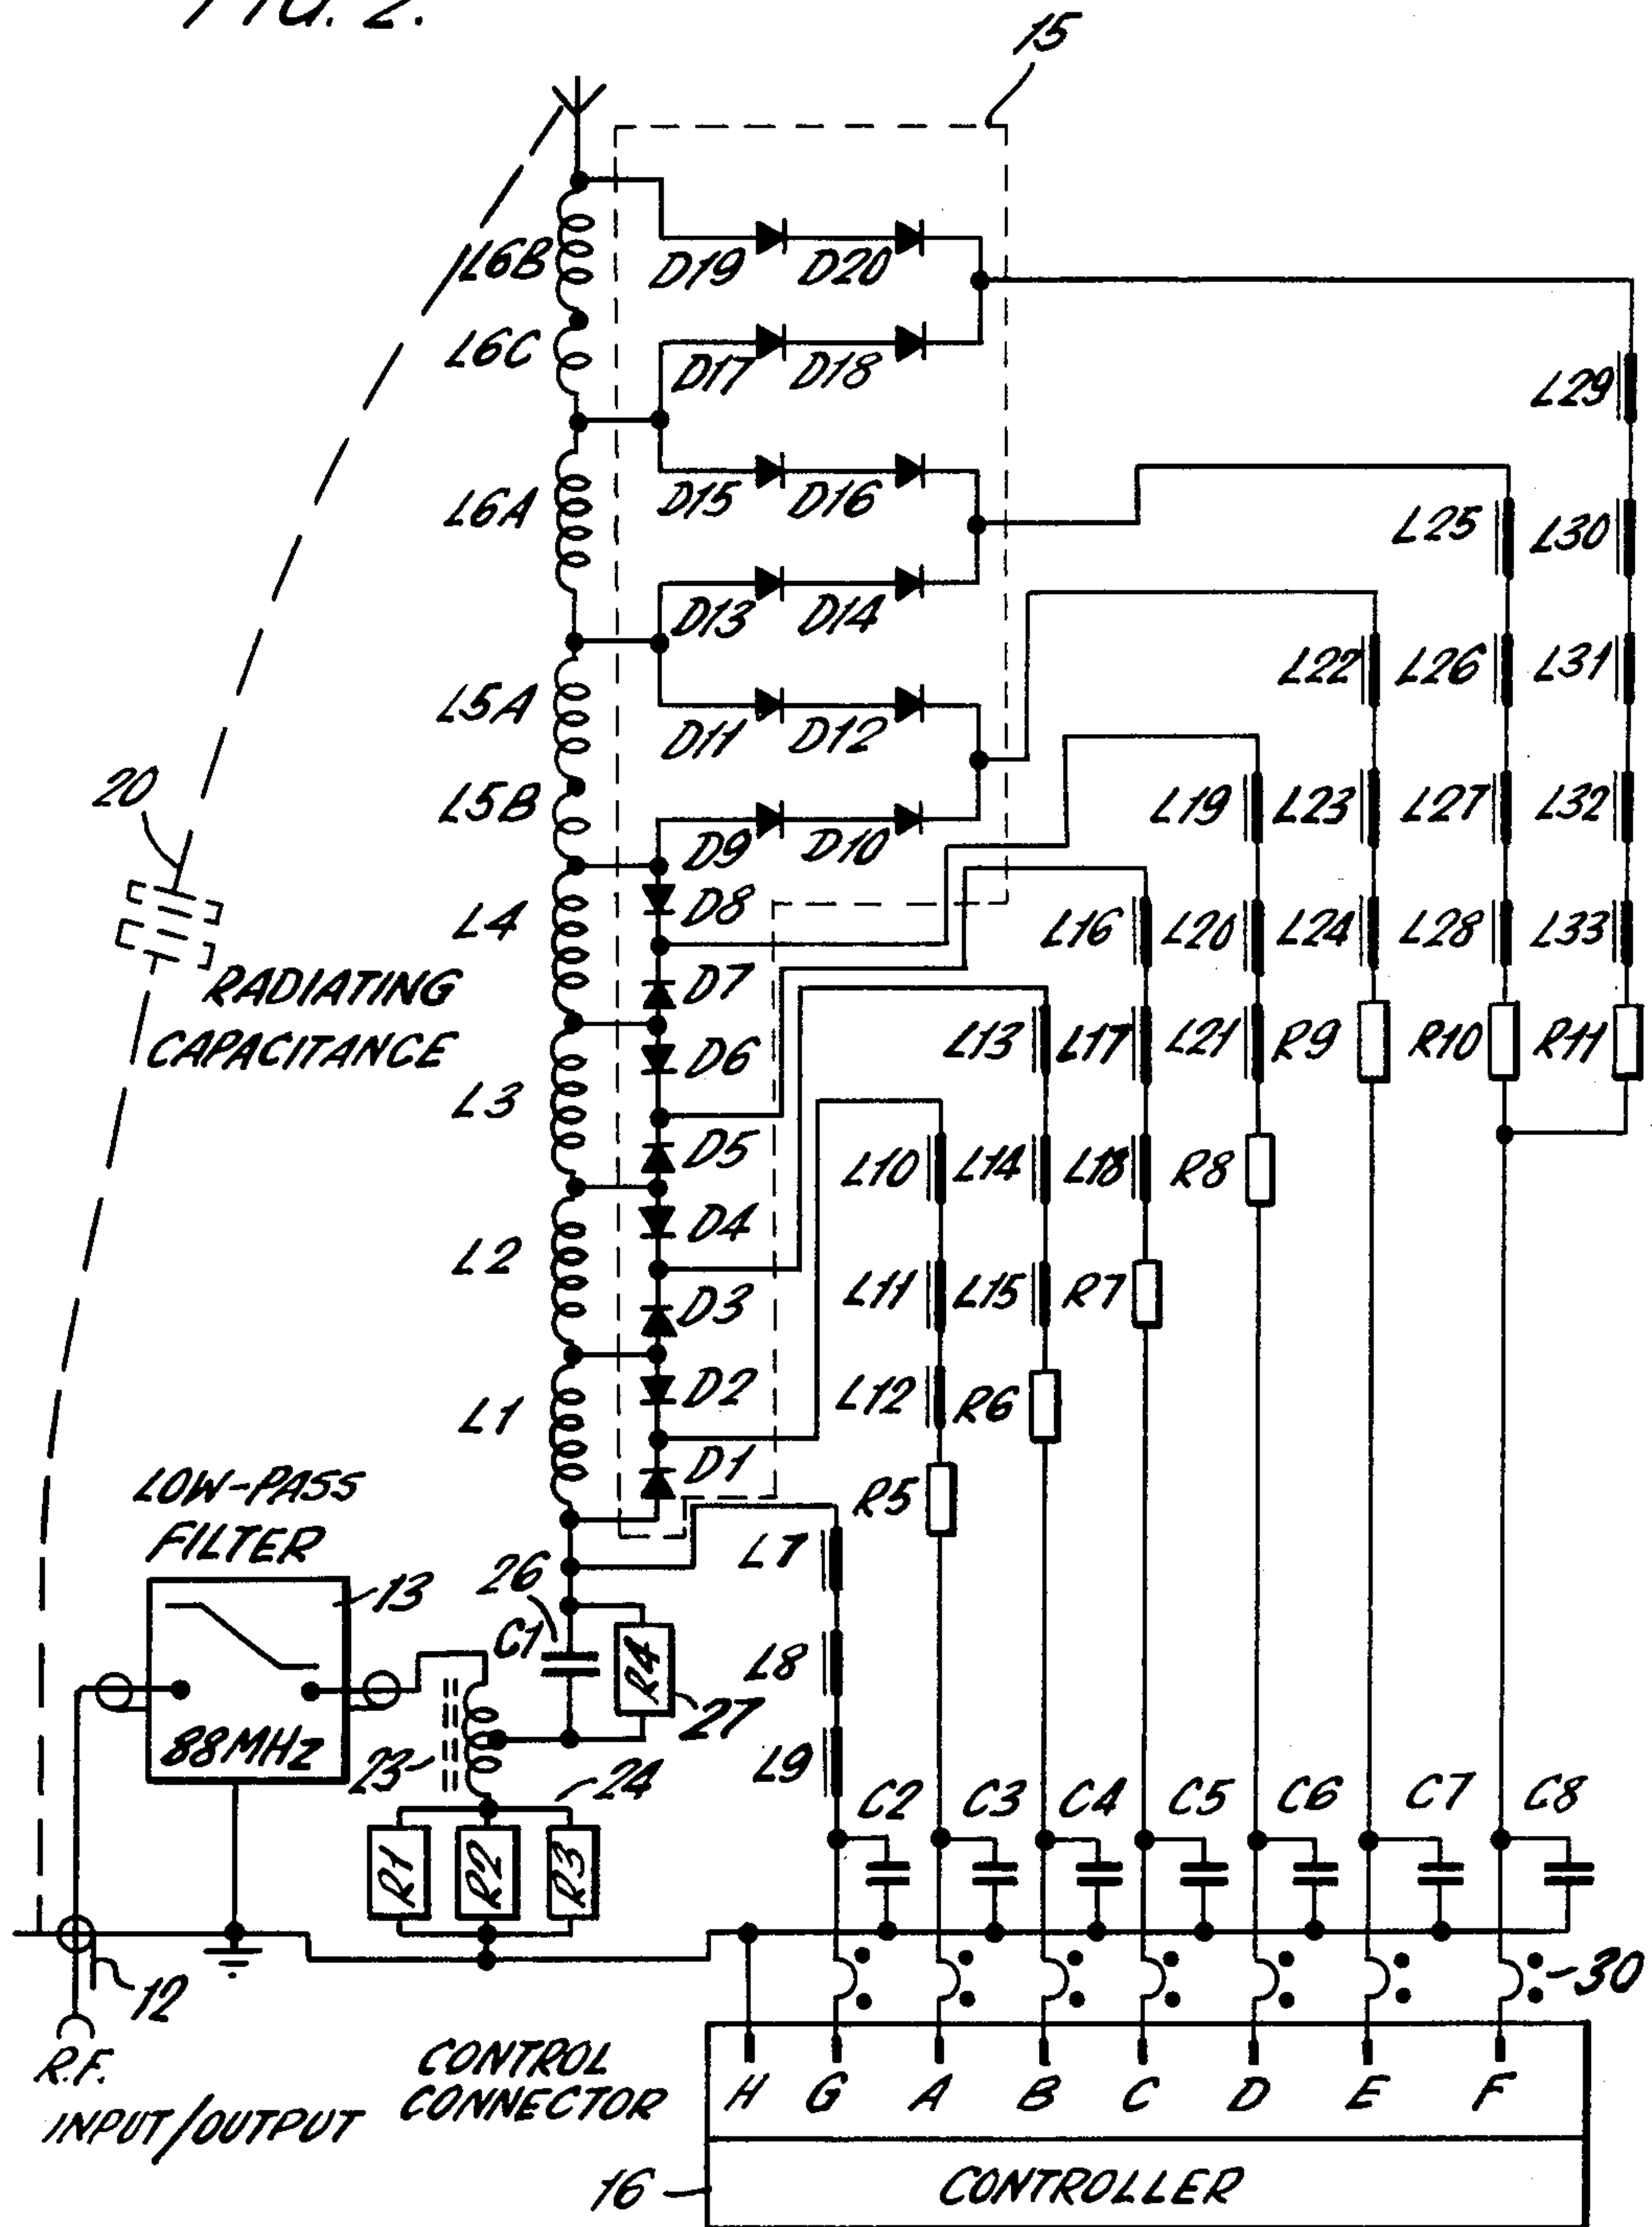 FIG. 2.
15
L6B
D19 D20
L6C
D17 D18
L29
D15 D16
L6A
L25 L30
D13 D14
L22 L26 L31
L5A
D11 D12
20
L5B
L19 L23 L27 L32
D9 D10
D8
L4
L16 L20 L24 L28 L33
RADIATING
CAPACITANCE
D7
L13 L17 L21 R9 R10 R11
D6
L3
D5
L10 L14 L18 R8
D4
L2
L11 L15 R7
D3
D2
L12 R6
L1
D1
R5
LOW-PASS
FILTER
L7
26
13
C1
R4
L8
27
88MHZ
23
24
L9
C2 C3 C4 C5 C6 C7 C8
R1 R2 R3
12
30
R.F.
INPUT/OUTPUT
CONTROL
CONNECTOR
H G A B C D E F
16
CONTROLLER